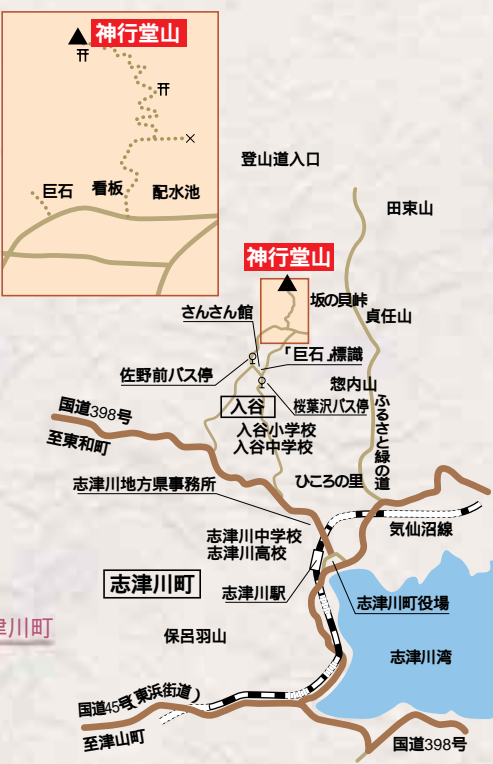 神行堂山
巨石
看板
配水池
登山道入口
田束山
神行堂山
さんさん館
坂の貝峠
貞任山
「巨石」標識
佐野前バス停
惣内山
桜葉沢バス停
入谷
ふるさと緑の道
国道398号
至東和町
入谷小学校
入谷中学校
ひころの里
志津川地方県事務所
志津川中学校
志津川高校
気仙沼線
志津川町
志津川駅
志津川町役場
津川町
保呂羽山
志津川湾
国道45号(東浜街道)
至津山町
国道398号